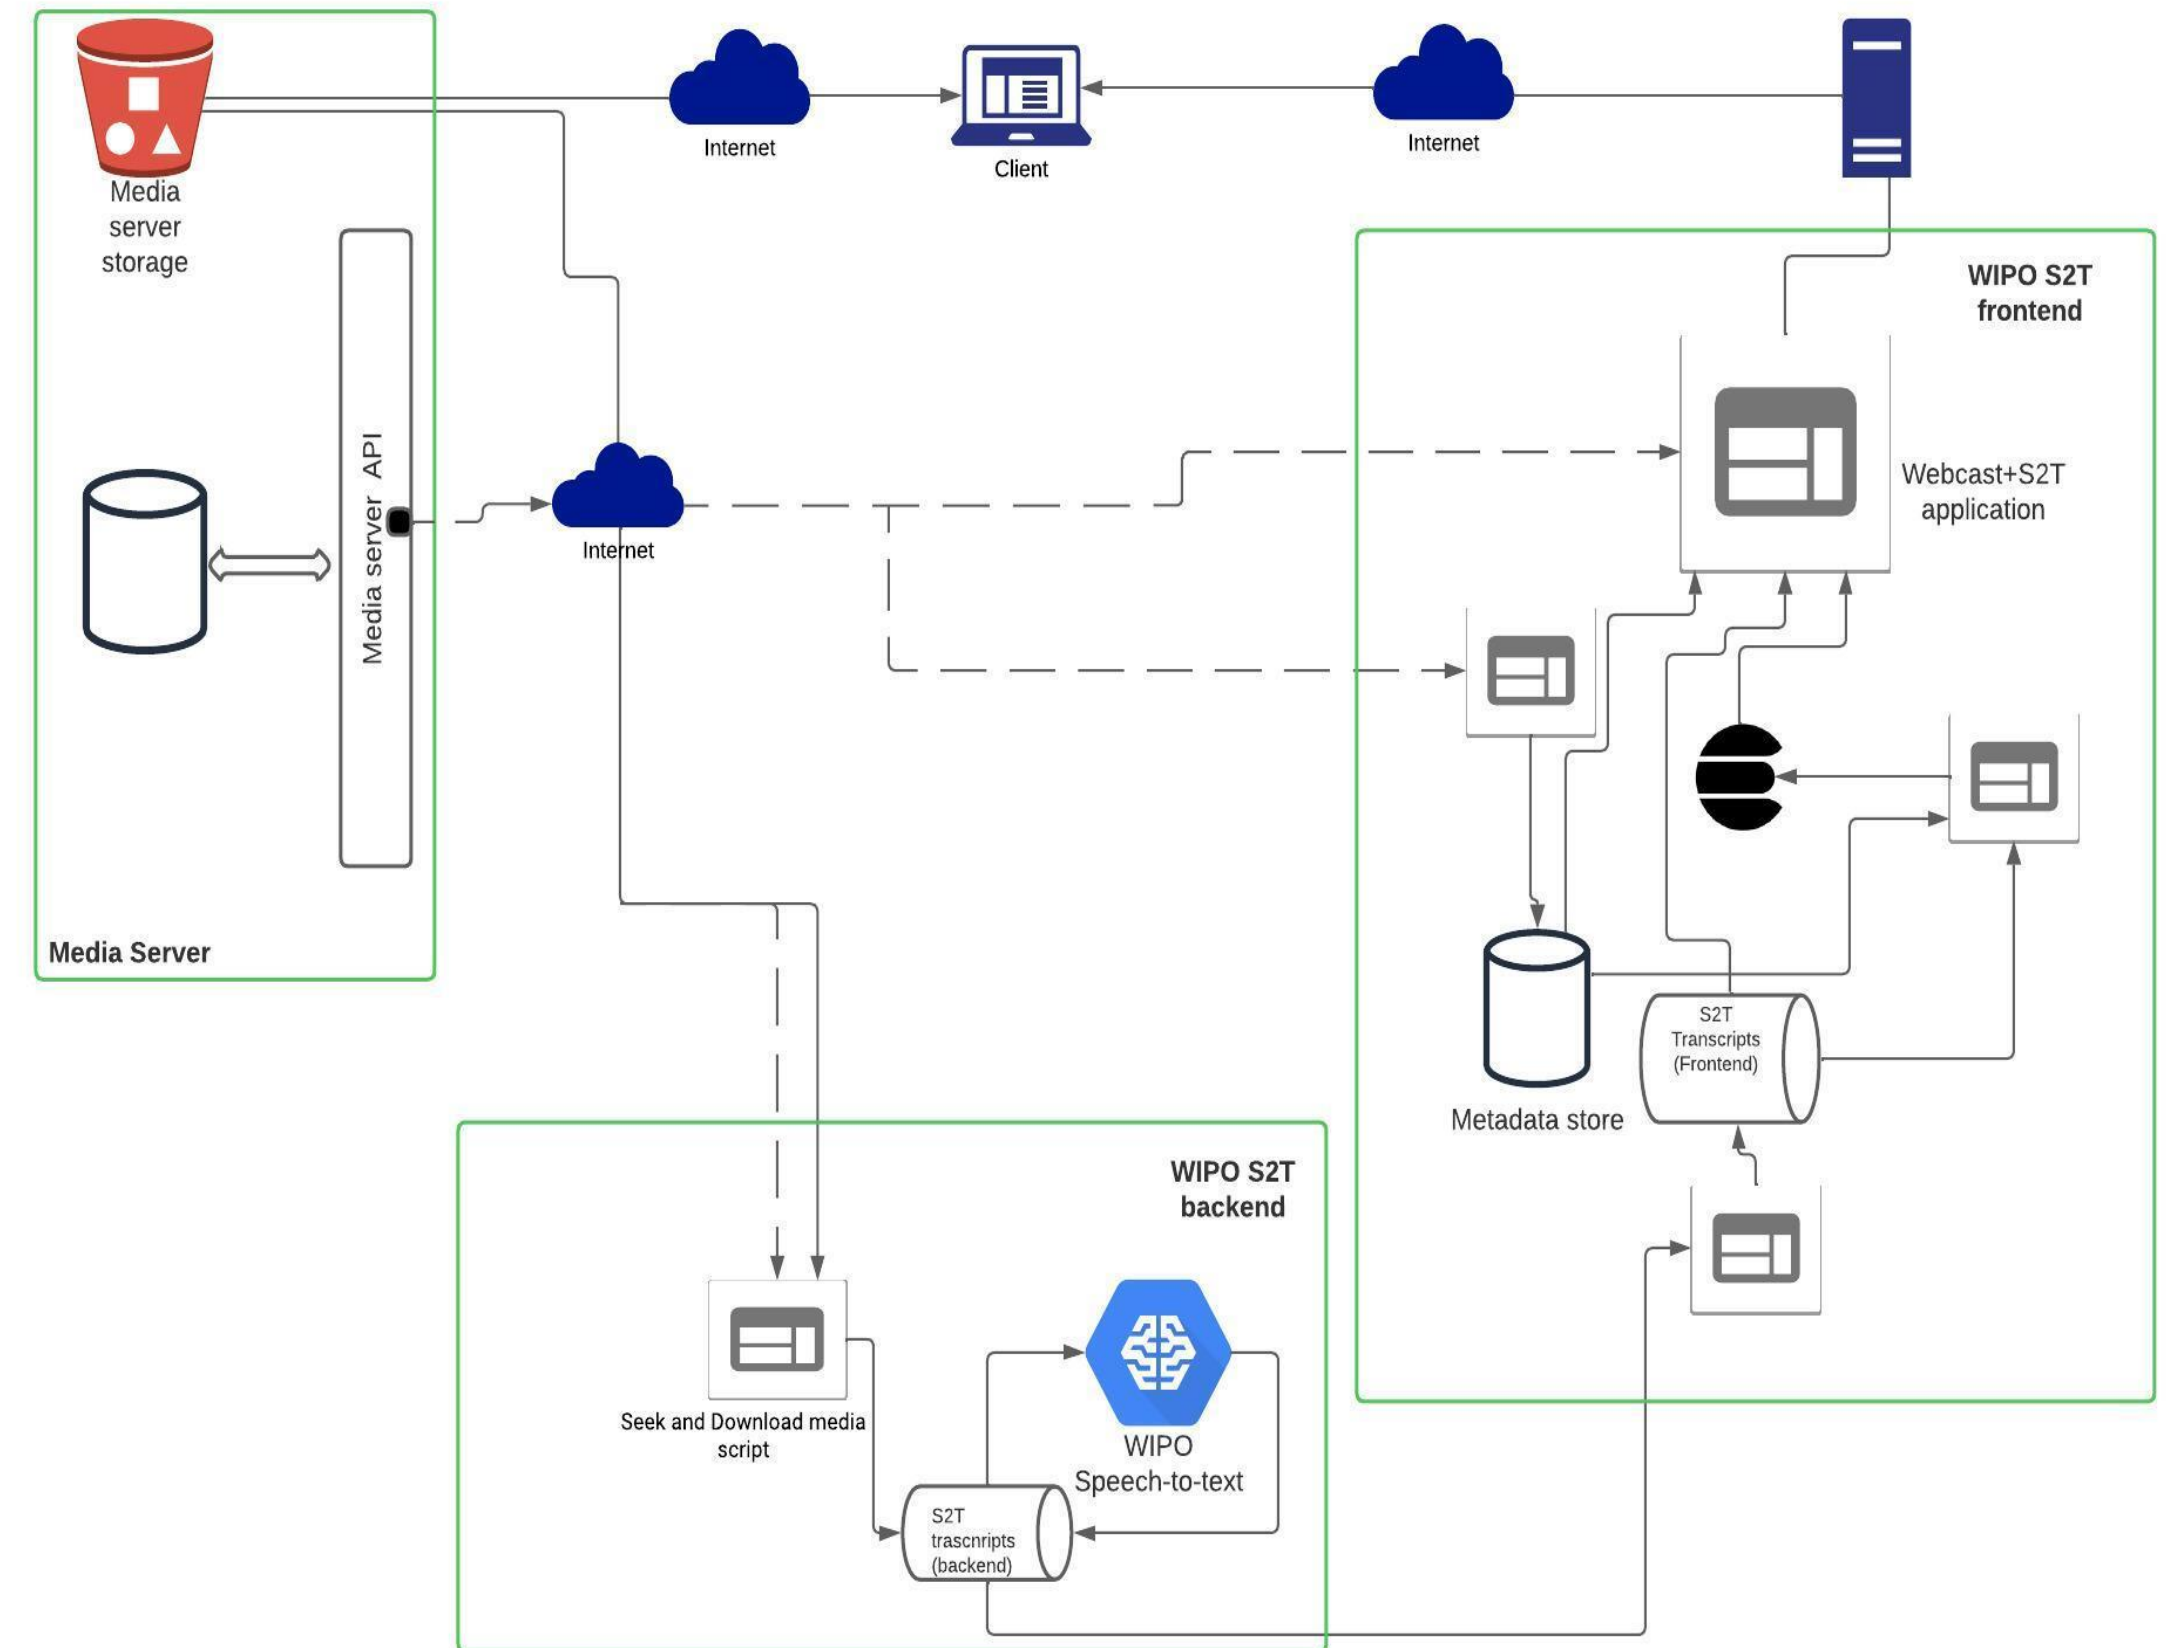 Internet
Client
Internet
Media
server
storage
WIPO S2T
frontend
Media server API
Internet
Webcast+S2T
application
Media Server
S2T
Transcripts
(Frontend)
Metadata store
WIPO S2T
backend
Seek and Download media
script
WIPO
Speech-to-text
S2T
trascnripts
(backend)